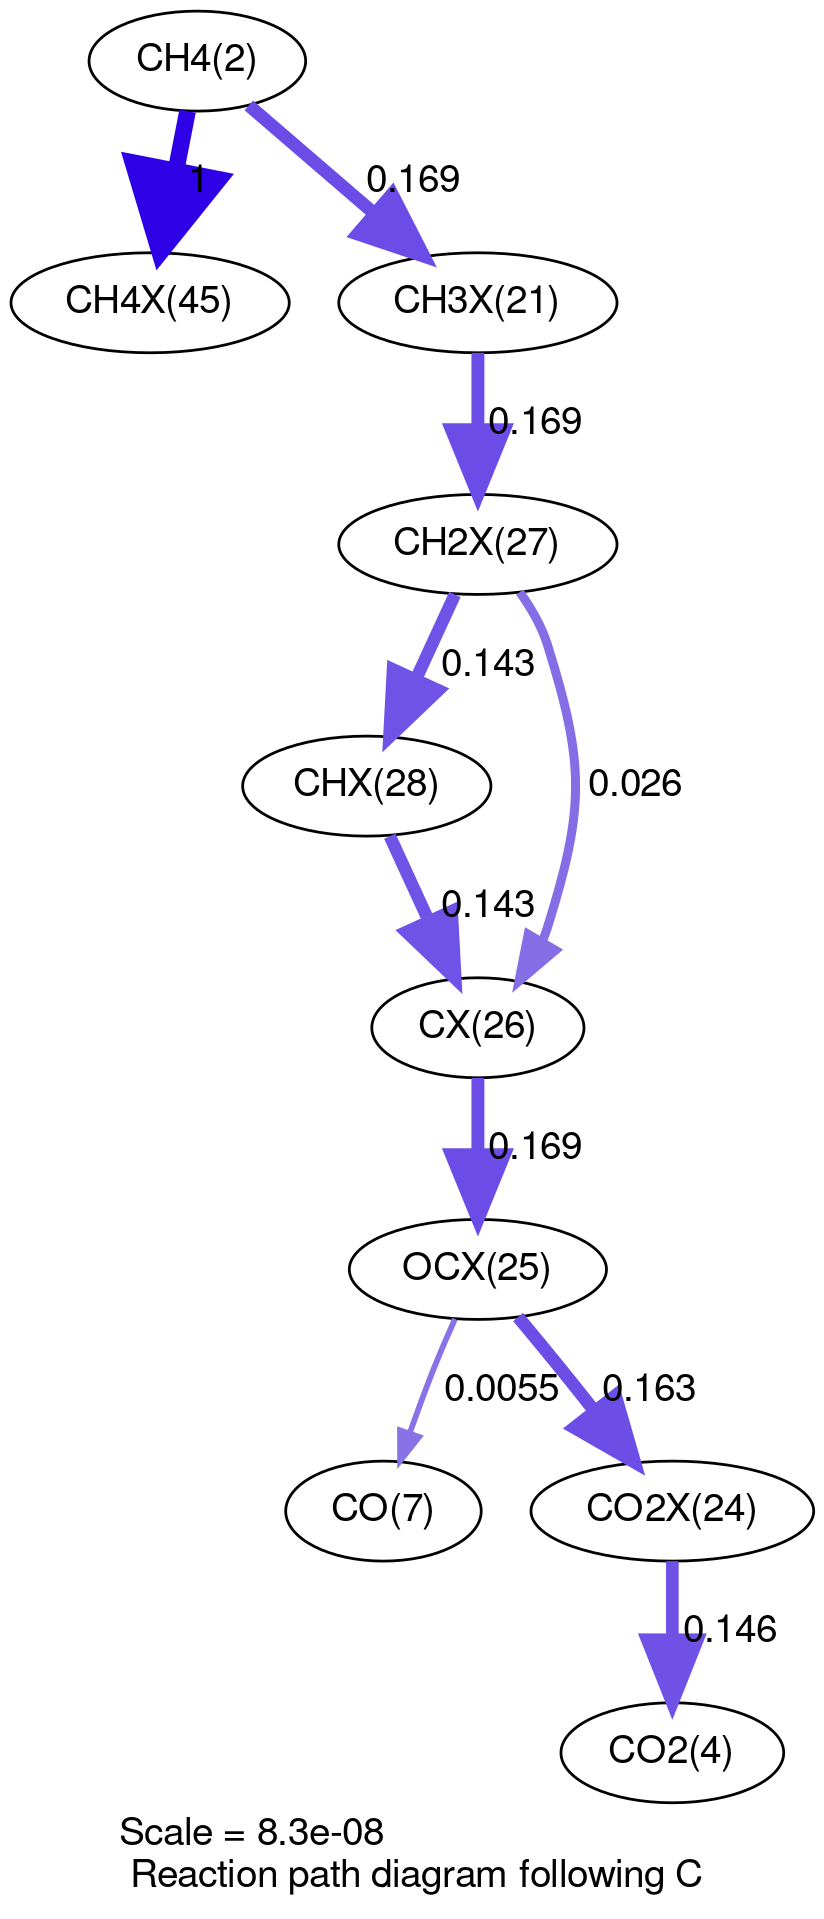 CH4(2)
1
0.169
CH4X(45)
CH3X(21)
0.169
CH2X(27)
0.143
CHX(28)
0.026
0.143
CX(26)
0.169
OCX(25)
0.0055
0.163
CO(7)
CO2X(24)
0.146
CO2(4)
Scale = 8.3e-08
Reaction path diagram following C